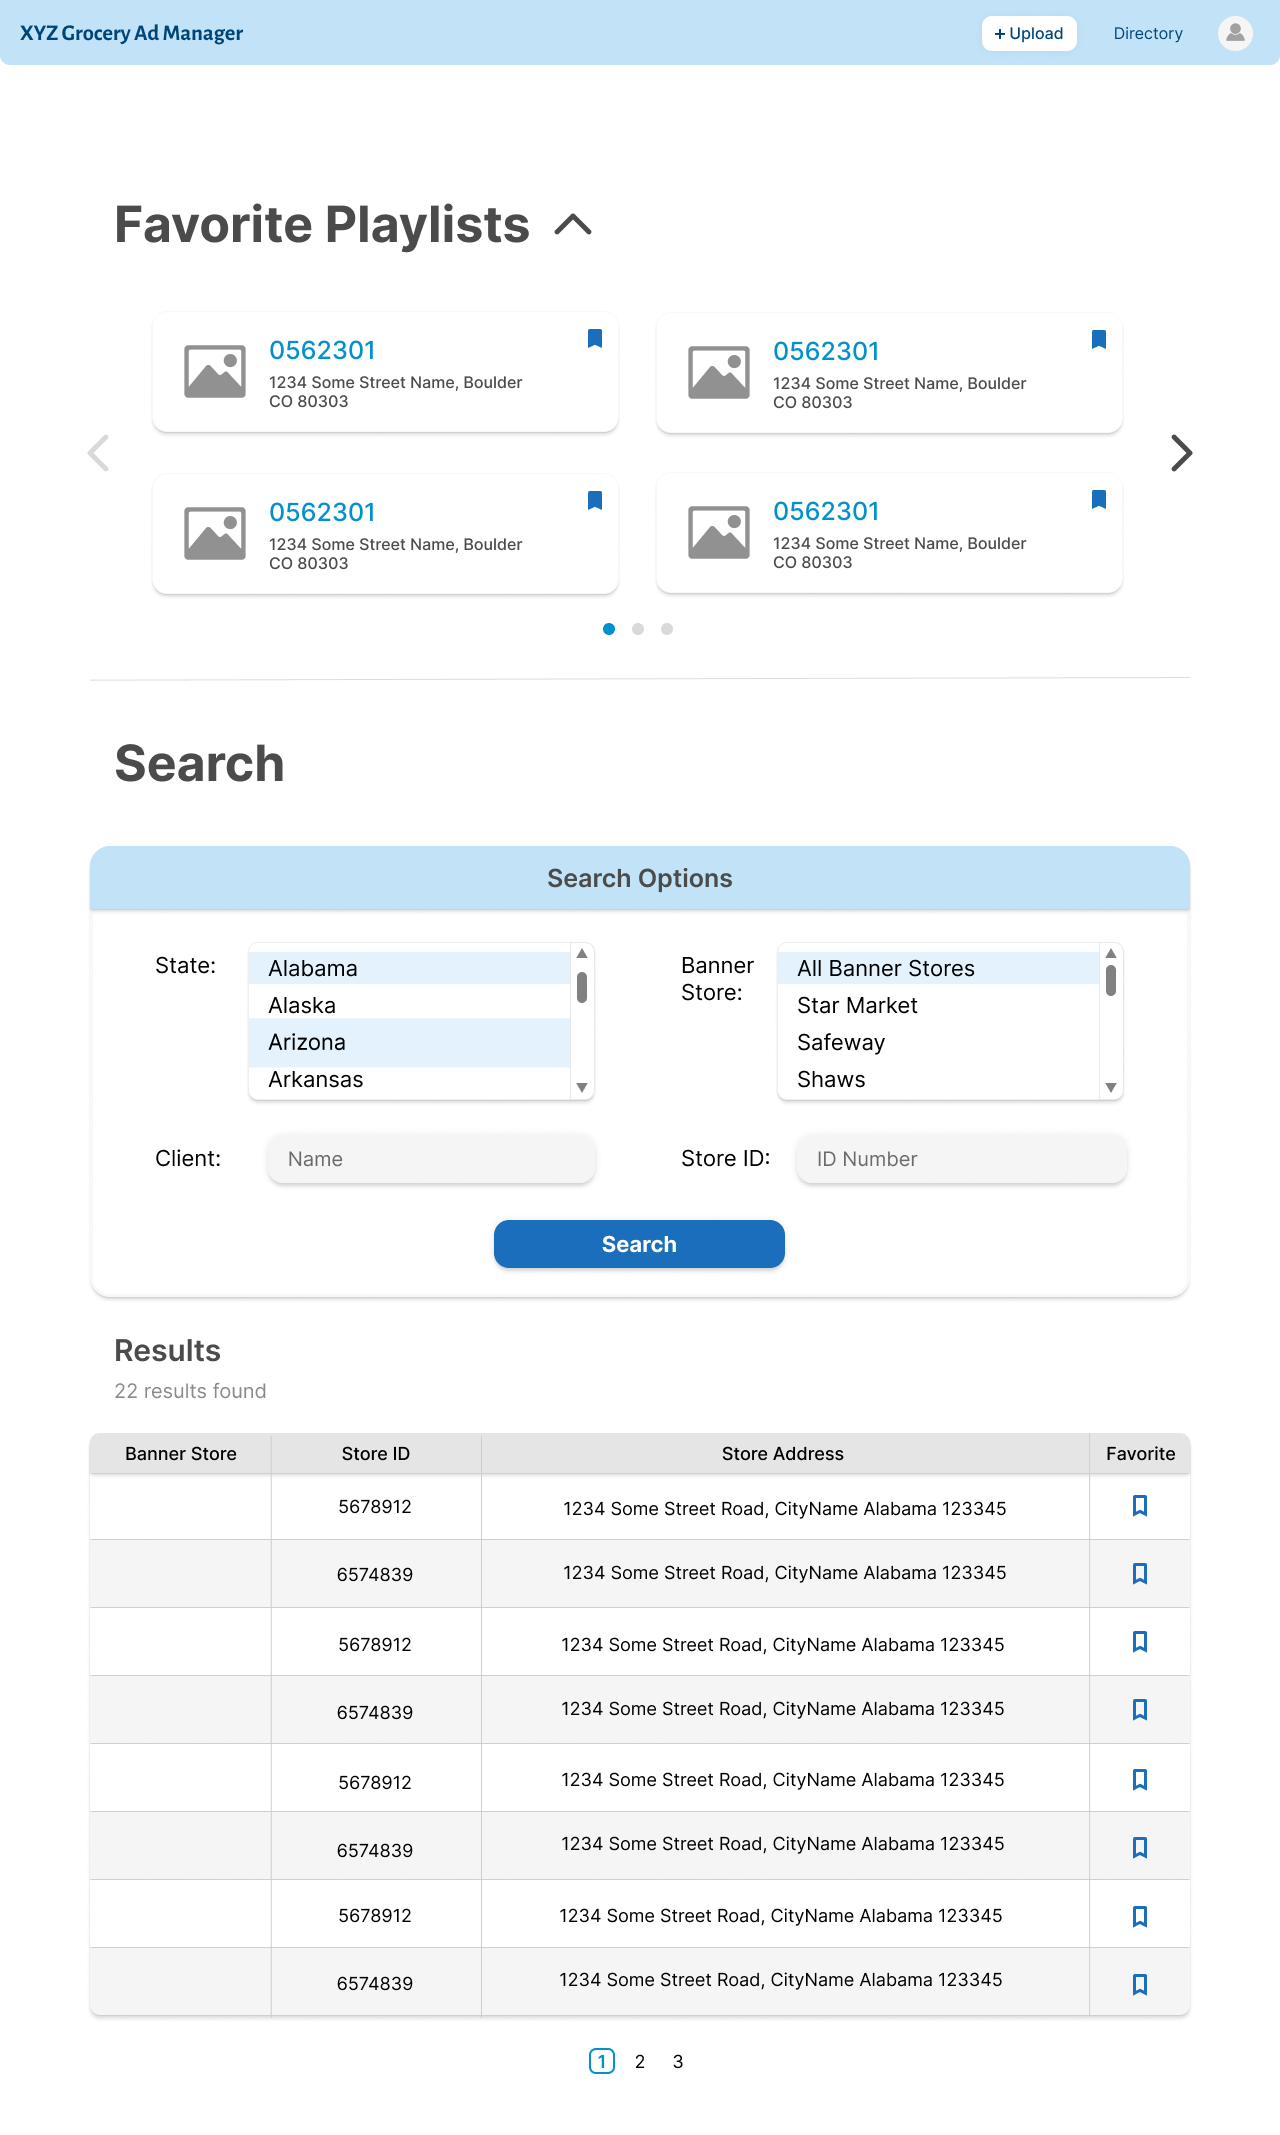 XYZ Grocery Ad Manager
+ Upload
Directory
Favorite Playlists
0562301
1234 Some Street Name, Boulder
CO 80303
0562301
1234 Some Street Name, Boulder
CO 80303
0562301
1234 Some Street Name, Boulder
CO 80303
0562301
1234 Some Street Name, Boulder
CO 80303
Search
Search Options
State:
Alabama
Alaska
Arizona
Arkansas
Banner
Store:
All Banner Stores
Star Market
Safeway
Shaws
Client:
Name
Store ID:
ID Number
Search
Results
22 results found
Banner Store Store ID Store Address Favorite
5678912 1234 Some Street Road, CityName Alabama 123345
6574839 1234 Some Street Road, CityName Alabama 123345
5678912 1234 Some Street Road, CityName Alabama 123345
6574839 1234 Some Street Road, CityName Alabama 123345
5678912 1234 Some Street Road, CityName Alabama 123345
6574839 1234 Some Street Road, CityName Alabama 123345
5678912 1234 Some Street Road, CityName Alabama 123345
6574839 1234 Some Street Road, CityName Alabama 123345
1 2 3